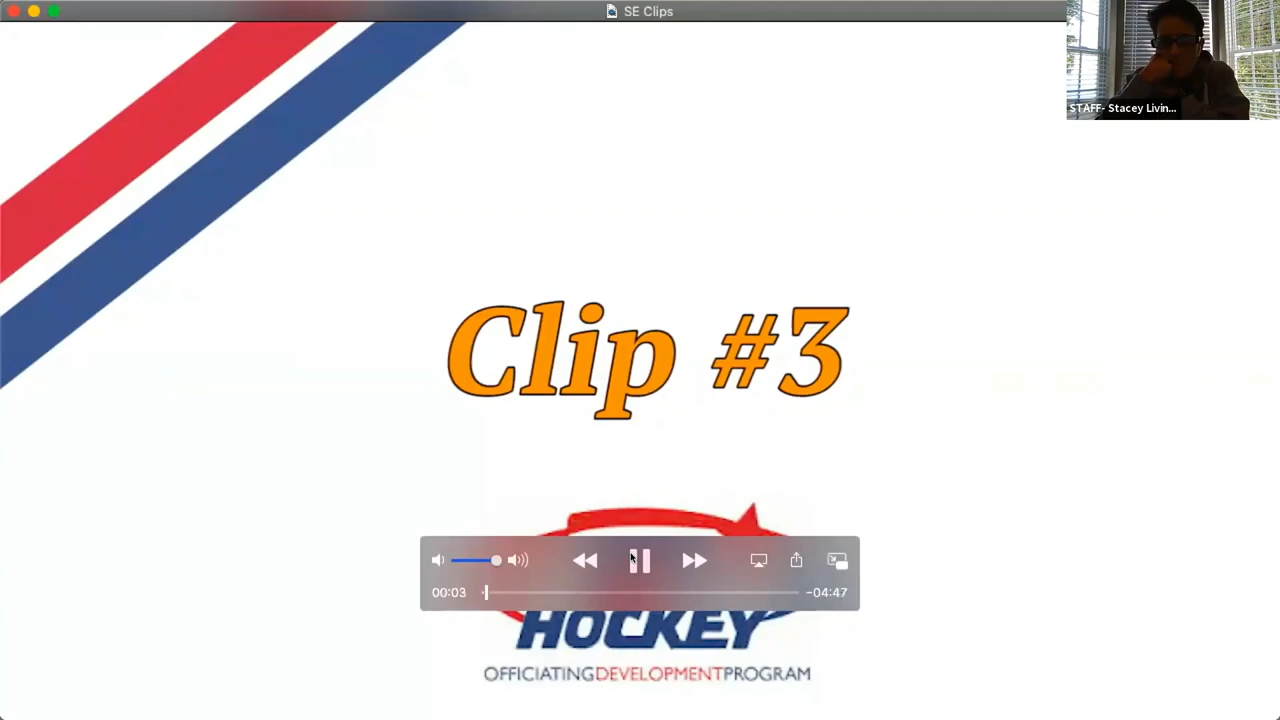 SE Clips
STAFF- Stacey Livin...
Clip #3
00:03
-04:47
HOCKEY
OFFICIATINGDEVELOPMENTPROGRAM